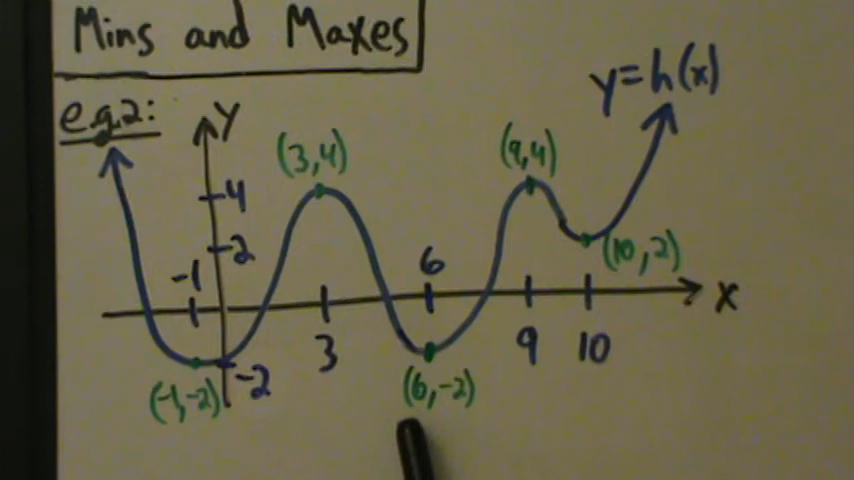 Mins and Maxes
e.g.2:
y=h(x)
Y
(3,4)
(9,4)
4
2
(10,2)
-1
6
X
3
9
10
-2
(-1,-2)
(6,-2)